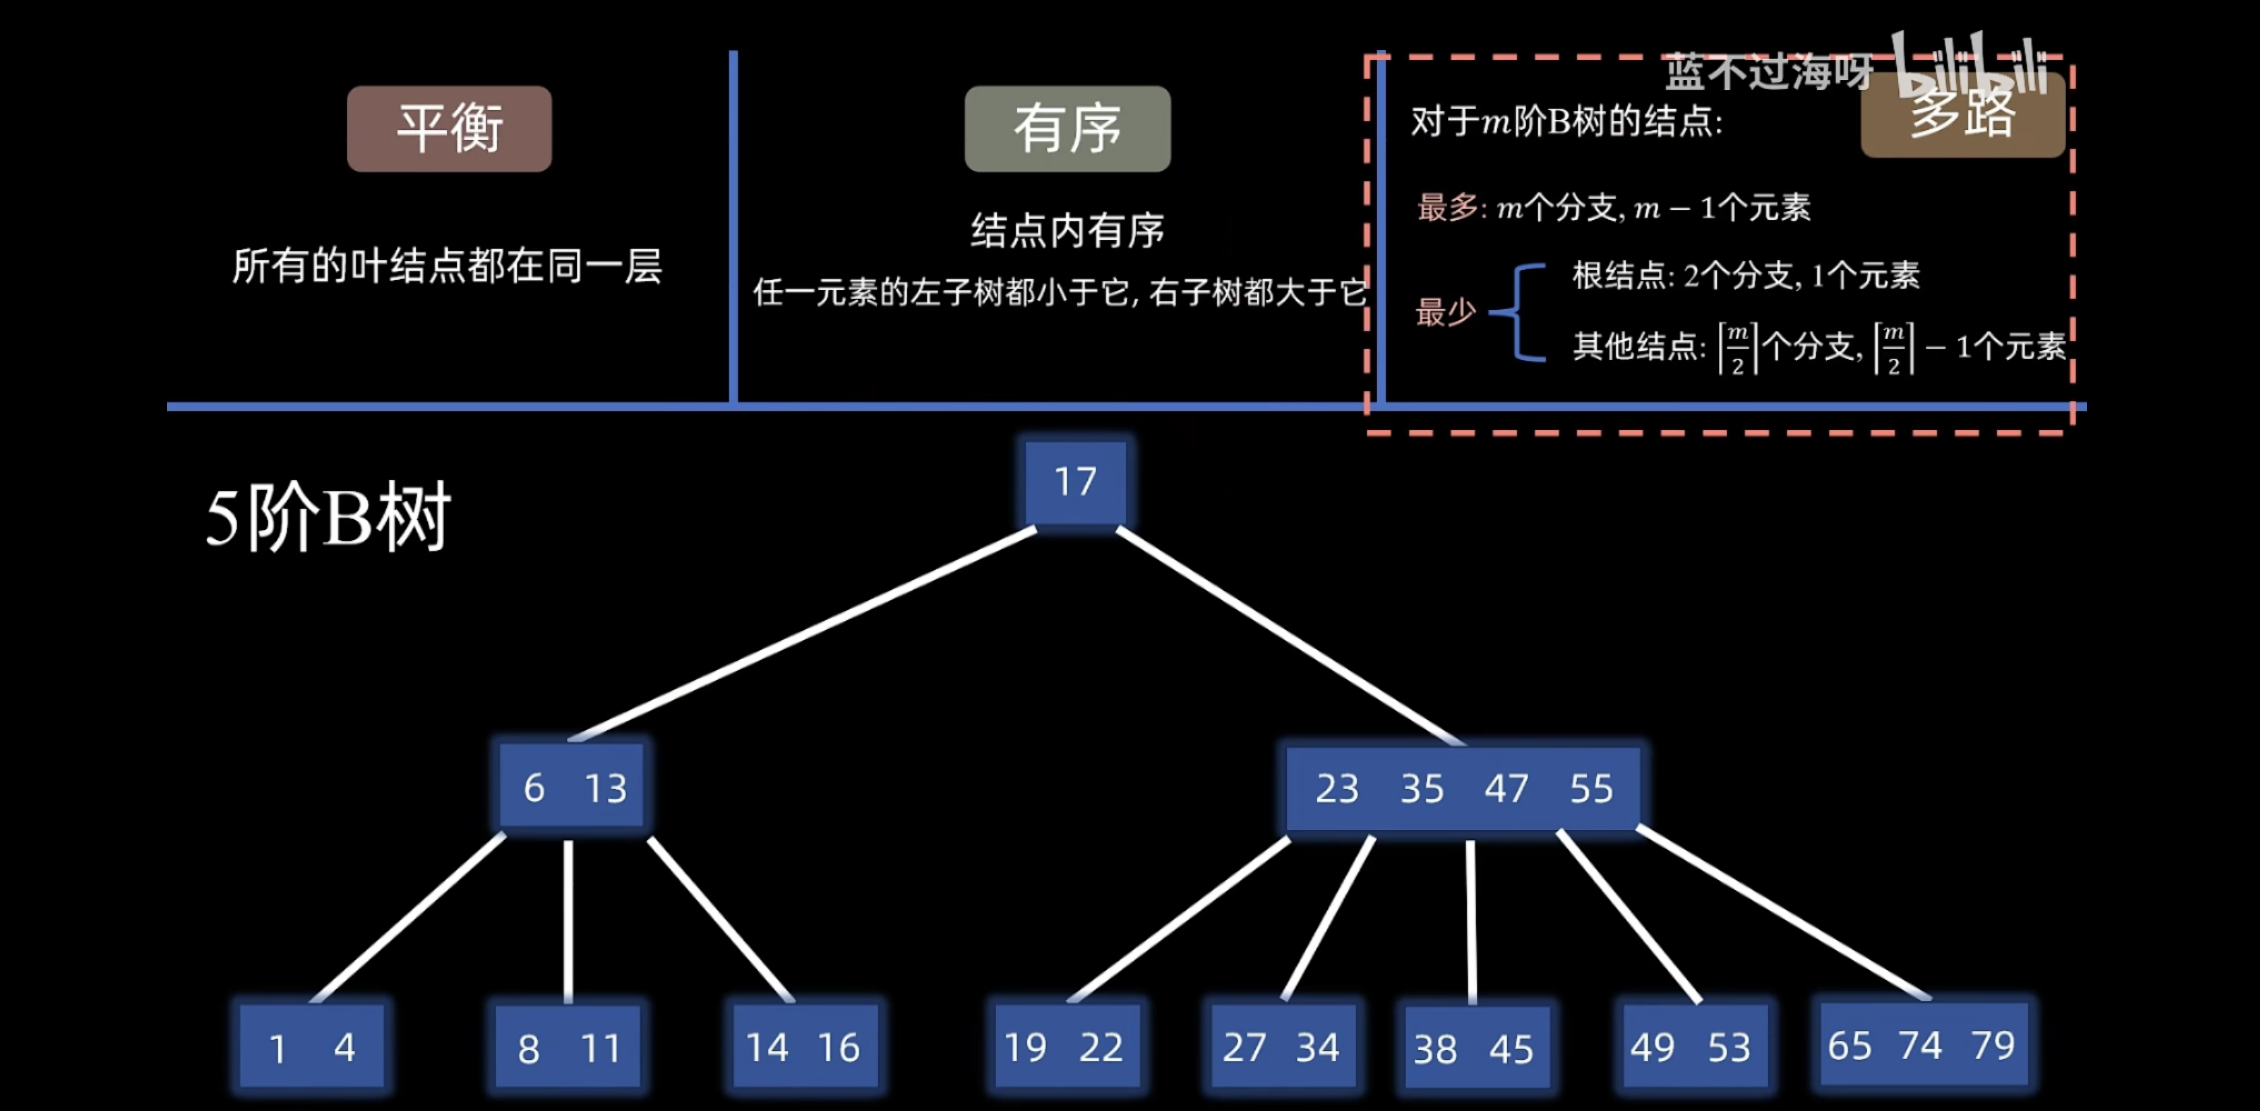 平衡
所有的叶结点都在同一层
有序
结点内有序
任一元素的左子树都小于它, 右子树都大于它
蓝不过海呀 bilibili
多路
对于m阶B树的结点:
最多: m个分支, m − 1个元素
最少
根结点: 2个分支, 1个元素
其他结点: ⌈m/2⌉个分支, ⌈m/2⌉ − 1个元素
5阶B树
17
6 13
23 35 47 55
1 4
8 11
14 16
19 22
27 34
38 45
49 53
65 74 79